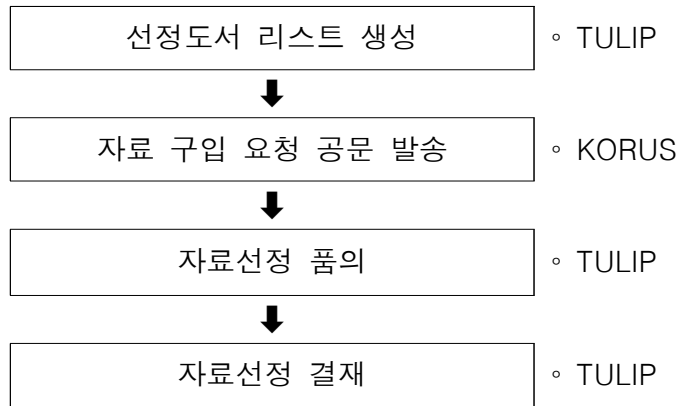 선정도서 리스트 생성 ◦ TULIP
자료 구입 요청 공문 발송 ◦ KORUS
자료선정 품의 ◦ TULIP
자료선정 결재 ◦ TULIP